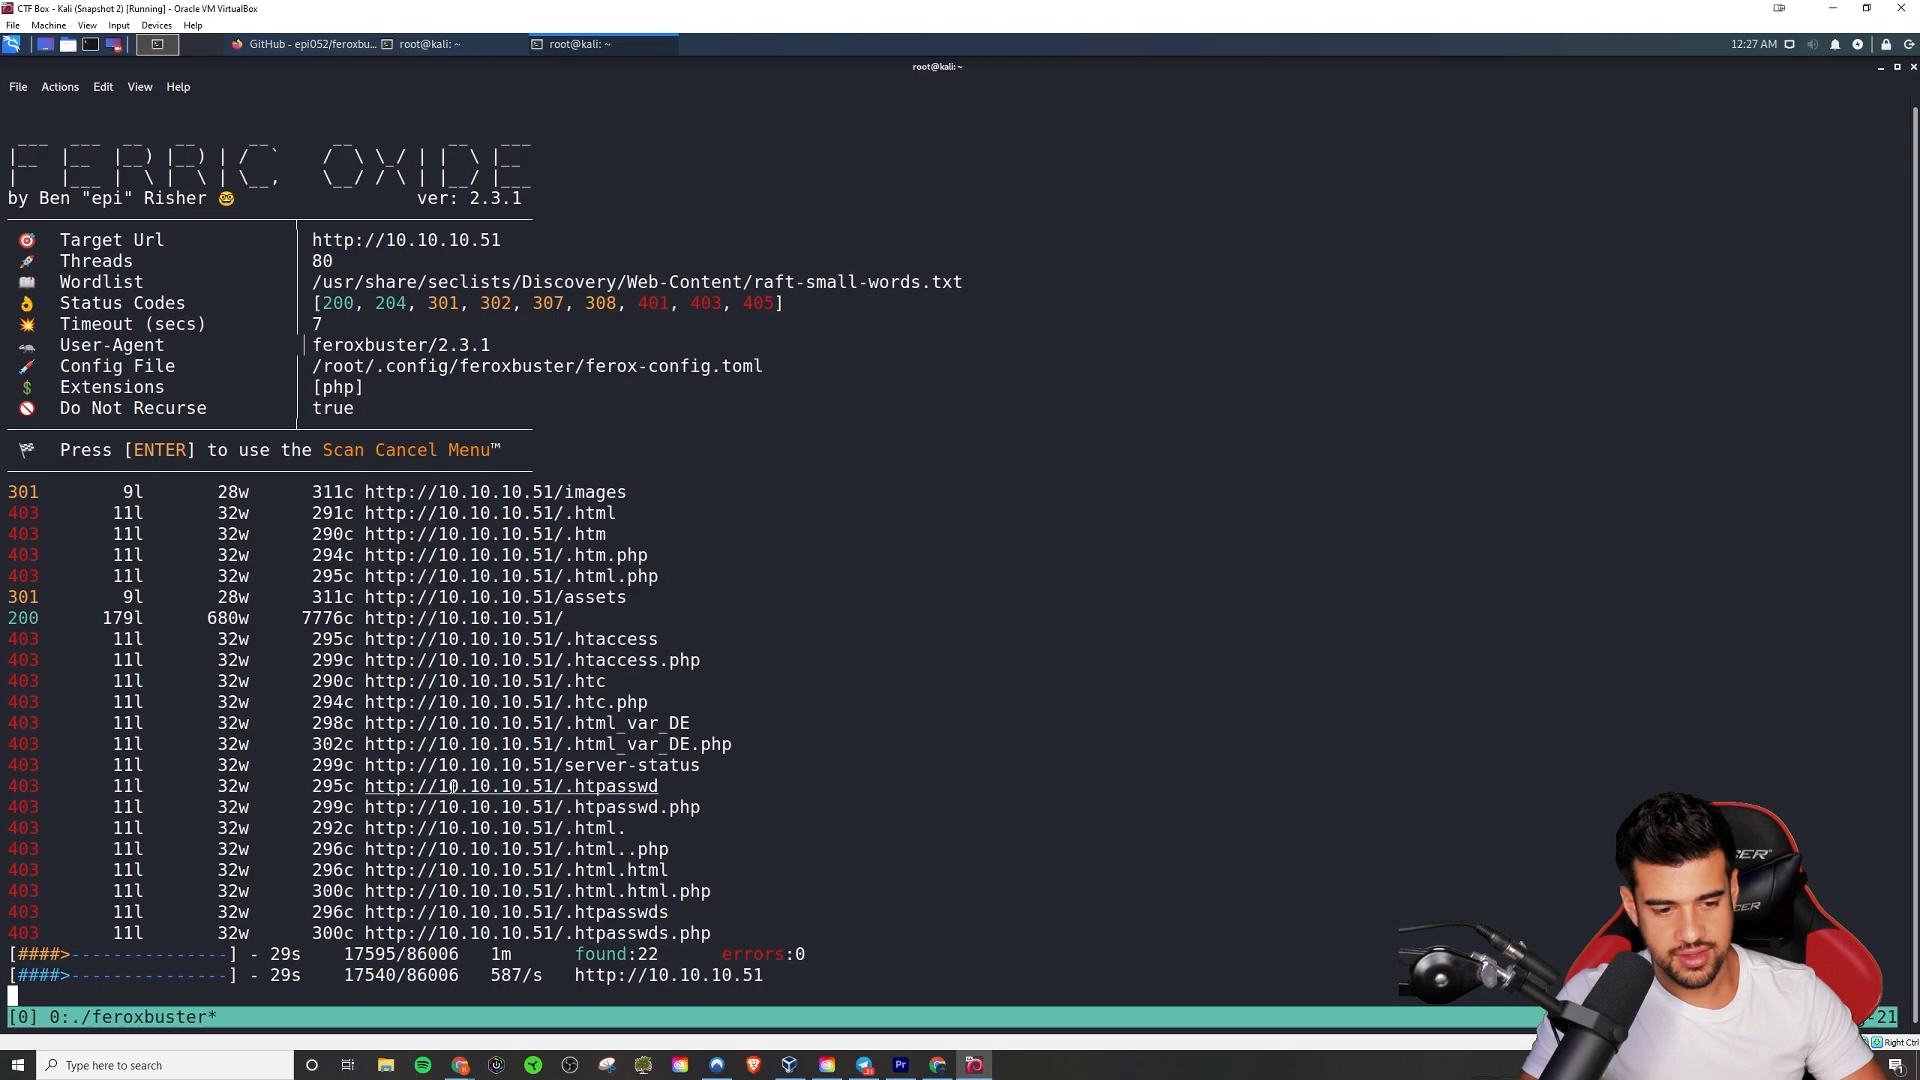 CTF Box - Kali (Snapshot 2) [Running] - Oracle VM VirtualBox
File Machine View Input Devices Help
GitHub - epi052/feroxbu... root@kali: ~ root@kali: ~ 12:27 AM
root@kali: ~
File Actions Edit View Help
FERRIC OXIDE
by Ben "epi" Risher 🤓 ver: 2.3.1
🎯 Target Url │ http://10.10.10.51
🚀 Threads │ 80
📖 Wordlist │ /usr/share/seclists/Discovery/Web-Content/raft-small-words.txt
👌 Status Codes │ [200, 204, 301, 302, 307, 308, 401, 403, 405]
💥 Timeout (secs) │ 7
🦡 User-Agent │ feroxbuster/2.3.1
💉 Config File │ /root/.config/feroxbuster/ferox-config.toml
💲 Extensions │ [php]
🚫 Do Not Recurse │ true
🏁 Press [ENTER] to use the Scan Cancel Menu™
301 9l 28w 311c http://10.10.10.51/images
403 11l 32w 291c http://10.10.10.51/.html
403 11l 32w 290c http://10.10.10.51/.htm
403 11l 32w 294c http://10.10.10.51/.htm.php
403 11l 32w 295c http://10.10.10.51/.html.php
301 9l 28w 311c http://10.10.10.51/assets
200 179l 680w 7776c http://10.10.10.51/
403 11l 32w 295c http://10.10.10.51/.htaccess
403 11l 32w 299c http://10.10.10.51/.htaccess.php
403 11l 32w 290c http://10.10.10.51/.htc
403 11l 32w 294c http://10.10.10.51/.htc.php
403 11l 32w 298c http://10.10.10.51/.html_var_DE
403 11l 32w 302c http://10.10.10.51/.html_var_DE.php
403 11l 32w 299c http://10.10.10.51/server-status
403 11l 32w 295c http://10.10.10.51/.htpasswd
403 11l 32w 299c http://10.10.10.51/.htpasswd.php
403 11l 32w 292c http://10.10.10.51/.html.
403 11l 32w 296c http://10.10.10.51/.html..php
403 11l 32w 296c http://10.10.10.51/.html.html
403 11l 32w 300c http://10.10.10.51/.html.html.php
403 11l 32w 296c http://10.10.10.51/.htpasswds
403 11l 32w 300c http://10.10.10.51/.htpasswds.php
[####>---------------] - 29s 17595/86006 1m found:22 errors:0
[####>---------------] - 29s 17540/86006 587/s http://10.10.10.51
[0] 0:./feroxbuster* -21
Right Ctrl
Type here to search